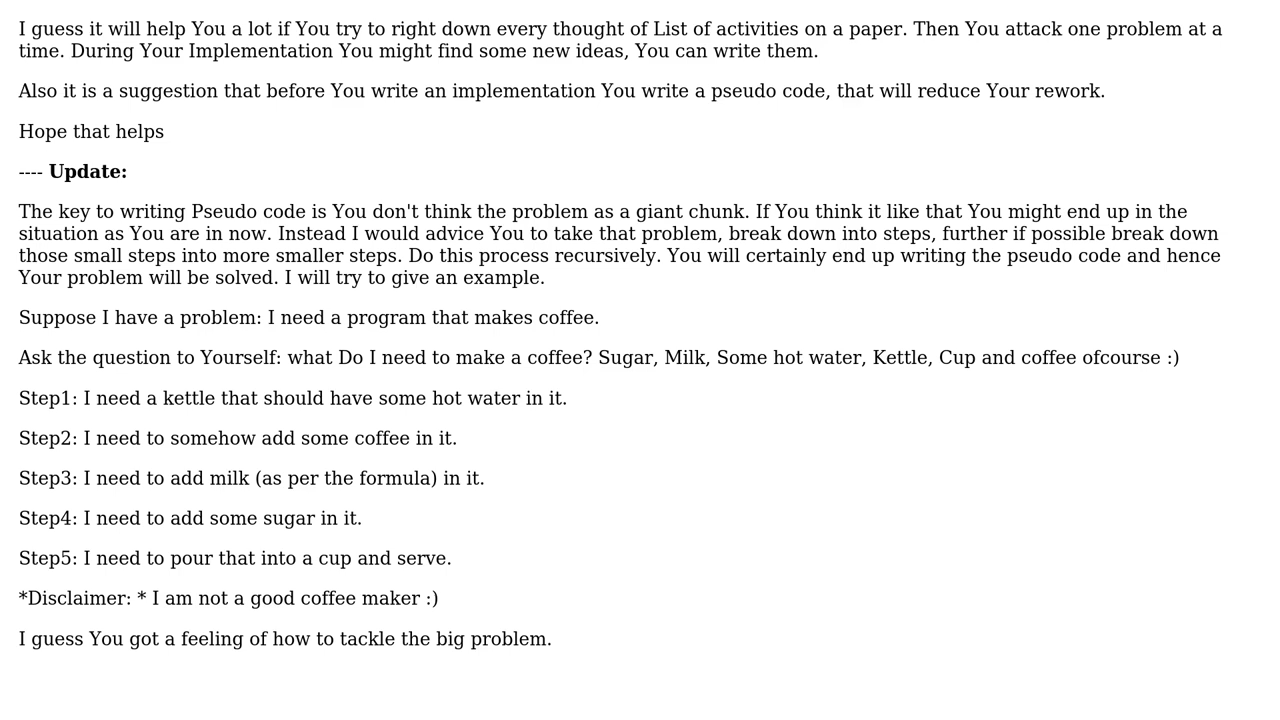 I guess it will help You a lot if You try to right down every thought of List of activities on a paper. Then You attack one problem at a
time. During Your Implementation You might find some new ideas, You can write them.
Also it is a suggestion that before You write an implementation You write a pseudo code, that will reduce Your rework.
Hope that helps
---- Update:
The key to writing Pseudo code is You don't think the problem as a giant chunk. If You think it like that You might end up in the
situation as You are in now. Instead I would advice You to take that problem, break down into steps, further if possible break down
those small steps into more smaller steps. Do this process recursively. You will certainly end up writing the pseudo code and hence
Your problem will be solved. I will try to give an example.
Suppose I have a problem: I need a program that makes coffee.
Ask the question to Yourself: what Do I need to make a coffee? Sugar, Milk, Some hot water, Kettle, Cup and coffee ofcourse :)
Step1: I need a kettle that should have some hot water in it.
Step2: I need to somehow add some coffee in it.
Step3: I need to add milk (as per the formula) in it.
Step4: I need to add some sugar in it.
Step5: I need to pour that into a cup and serve.
*Disclaimer: * I am not a good coffee maker :)
I guess You got a feeling of how to tackle the big problem.